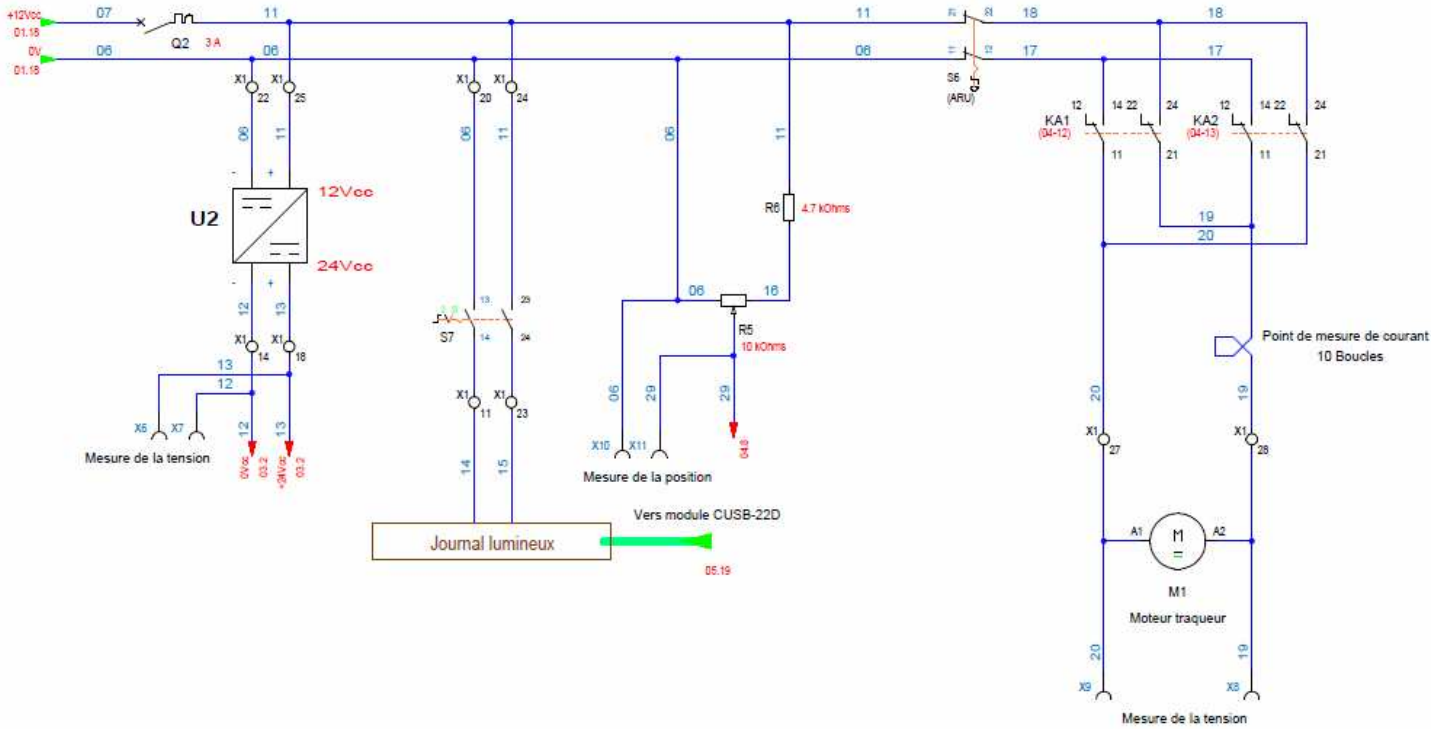 +12Vcc 07 11 11 21 22 18 18
01.18
Q2 3 A
0V 06 06 06 11 12 17 17
01.18
S6
(ARU)
X1 22 X1 25 X1 20 X1 24
06 11 06 11 06 11
12 14 22 24 12 14 22 24
KA1 KA2
(04-12) (04-13)
11 21 11 21
- +
12Vcc
U2
24Vcc
- +
R6 4.7 kOhms
19
20
12 13
06 16
13 23
S7
14 24
R5
10 kOhms
Point de mesure de courant
10 Boucles
X1 14 X1 18
13
12
X1 11 X1 23
06 29 29
20 19
X6 X7 12 13
X10 X11
X1 27 X1 28
Mesure de la tension
0Vcc 03.2 +24Vcc 03.2
14 15
Mesure de la position
Vers module CUSB-22D
Journal lumineux
05.19
A1 M A2
=
M1
Moteur traqueur
20 19
X9 X8
Mesure de la tension